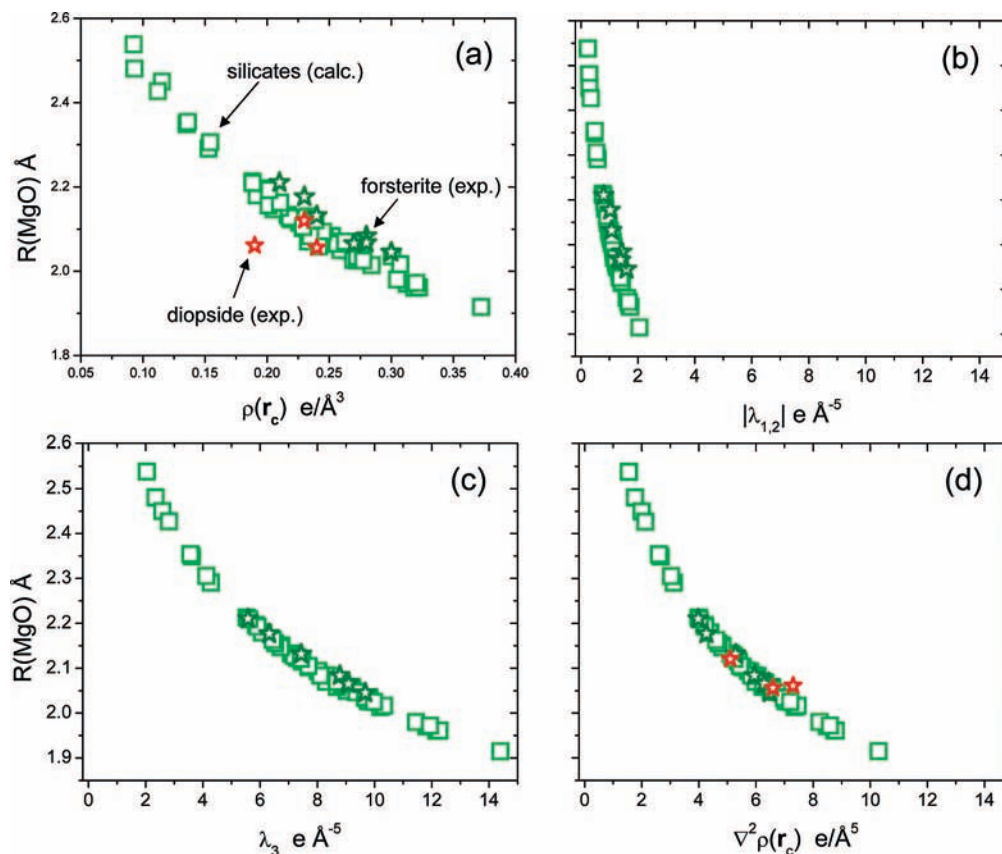 (a)
2.6
2.4
2.2
2.0
1.8
R(MgO) Å
silicates (calc.)
forsterite (exp.)
diopside (exp.)
0.05 0.10 0.15 0.20 0.25 0.30 0.35 0.40
ρ(r_c) e/Å³
(b)
0 2 4 6 8 10 12 14
|λ₁,₂| e Å⁻⁵
(c)
2.6
2.5
2.4
2.3
2.2
2.1
2.0
1.9
R(MgO) Å
0 2 4 6 8 10 12 14
λ₃ e Å⁻⁵
(d)
0 2 4 6 8 10 12 14
∇²ρ(r_c) e/Å⁵